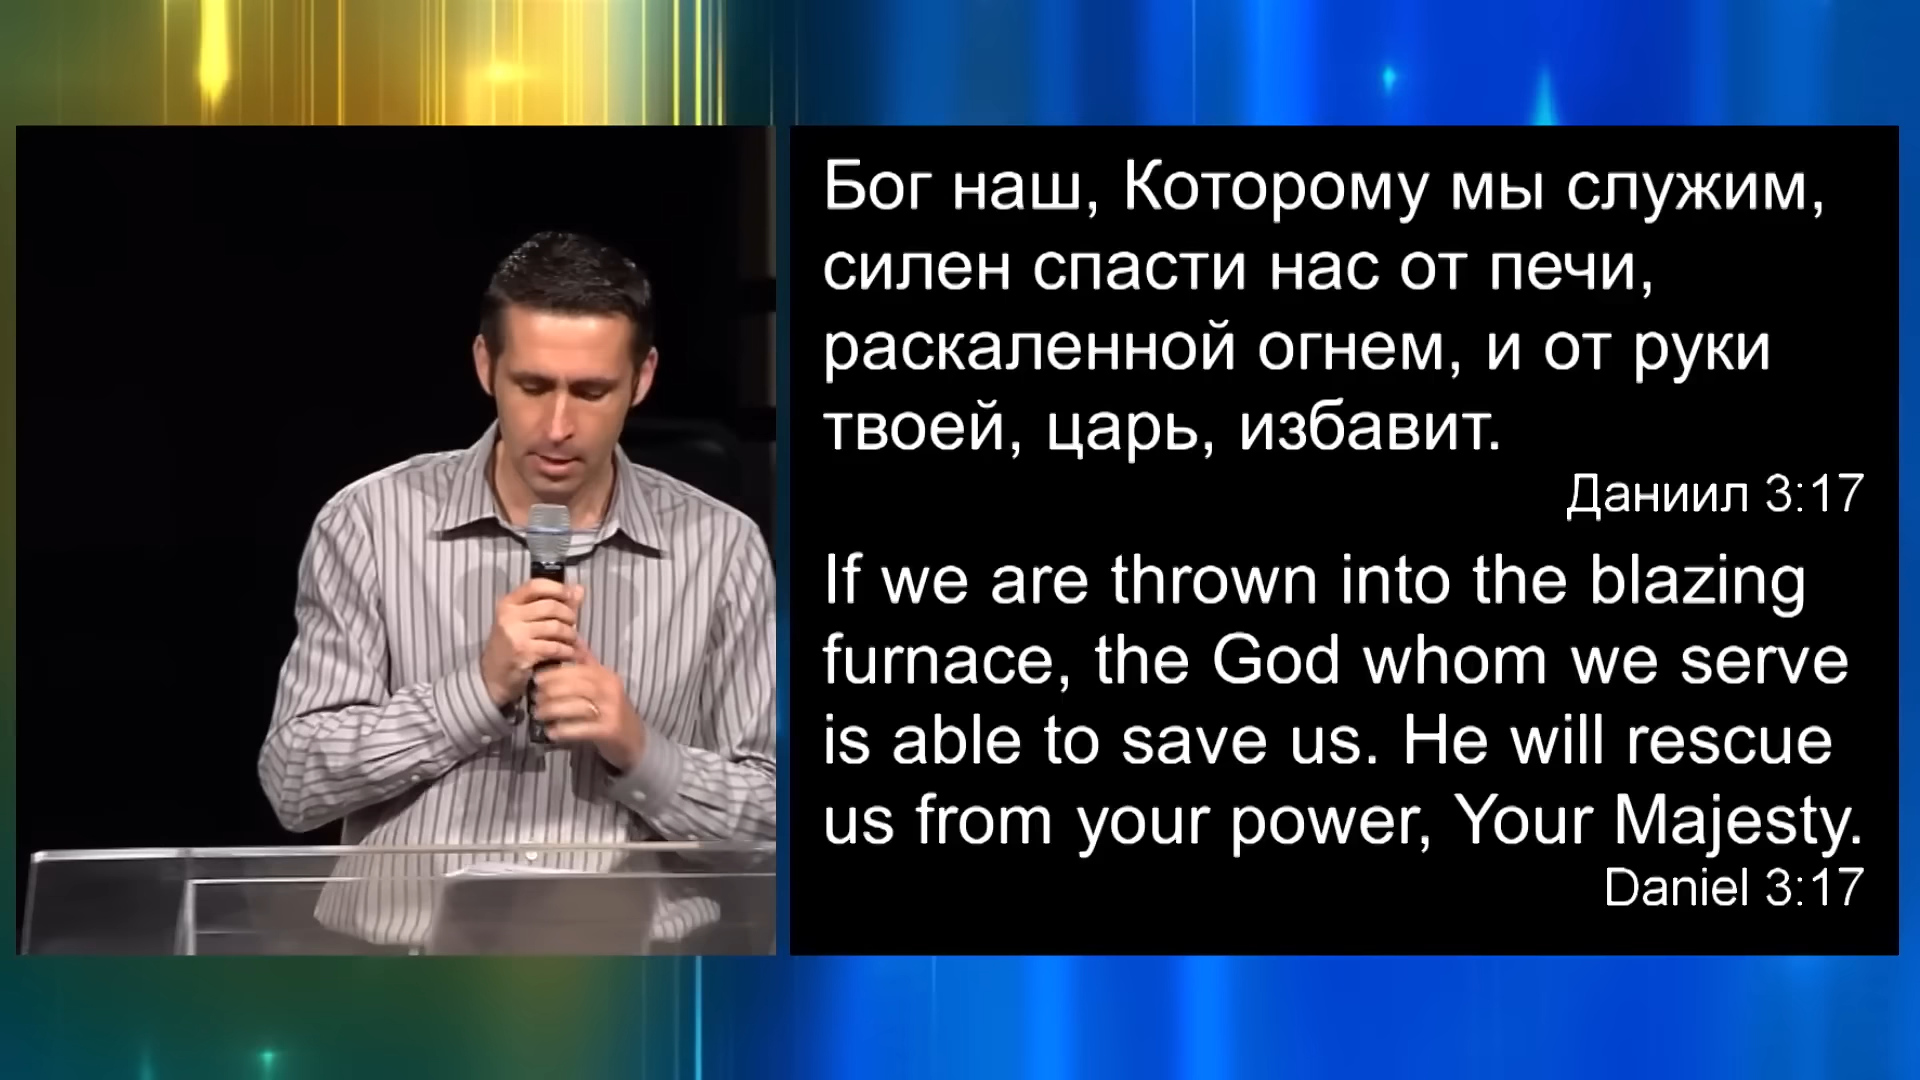 Бог наш, Которому мы служим,
силен спасти нас от печи,
раскаленной огнем, и от руки
твоей, царь, избавит.
Даниил 3:17
If we are thrown into the blazing
furnace, the God whom we serve
is able to save us. He will rescue
us from your power, Your Majesty.
Daniel 3:17